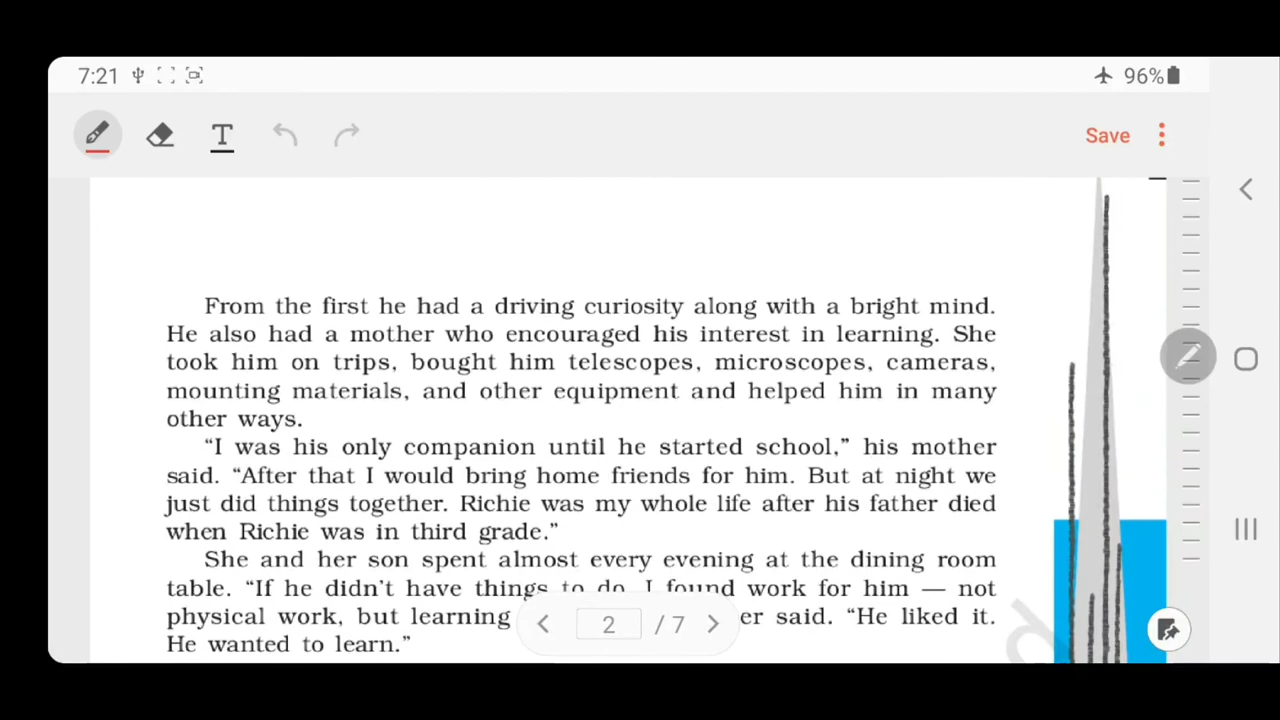 7:21
96%
T
Save
From the first he had a driving curiosity along with a bright mind.
He also had a mother who encouraged his interest in learning. She
took him on trips, bought him telescopes, microscopes, cameras,
mounting materials, and other equipment and helped him in many
other ways.
“I was his only companion until he started school,” his mother
said. “After that I would bring home friends for him. But at night we
just did things together. Richie was my whole life after his father died
when Richie was in third grade.”
She and her son spent almost every evening at the dining room
table. “If he didn’t have things to do, I found work for him — not
physical work, but learning er said. “He liked it.
He wanted to learn.”
2 / 7
d